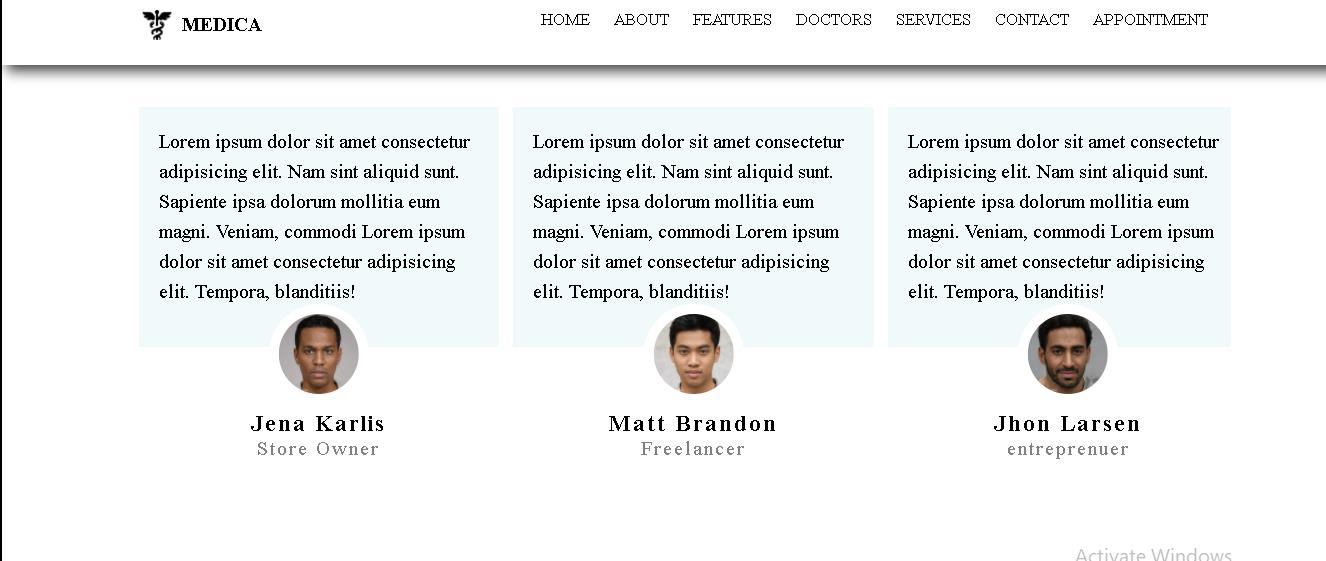 MEDICA
HOME ABOUT FEATURES DOCTORS SERVICES CONTACT APPOINTMENT
Lorem ipsum dolor sit amet consectetur
adipisicing elit. Nam sint aliquid sunt.
Sapiente ipsa dolorum mollitia eum
magni. Veniam, commodi Lorem ipsum
dolor sit amet consectetur adipisicing
elit. Tempora, blanditiis!
Jena Karlis
Store Owner
Lorem ipsum dolor sit amet consectetur
adipisicing elit. Nam sint aliquid sunt.
Sapiente ipsa dolorum mollitia eum
magni. Veniam, commodi Lorem ipsum
dolor sit amet consectetur adipisicing
elit. Tempora, blanditiis!
Matt Brandon
Freelancer
Lorem ipsum dolor sit amet consectetur
adipisicing elit. Nam sint aliquid sunt.
Sapiente ipsa dolorum mollitia eum
magni. Veniam, commodi Lorem ipsum
dolor sit amet consectetur adipisicing
elit. Tempora, blanditiis!
Jhon Larsen
entreprenuer
Activate Windows